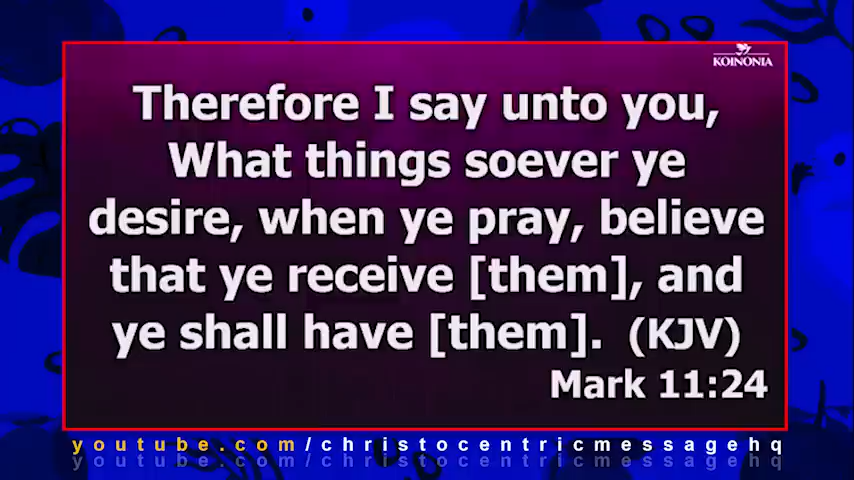 KOINONIA
Therefore I say unto you,
What things soever ye
desire, when ye pray, believe
that ye receive [them], and
ye shall have [them]. (KJV)
Mark 11:24
youtube.com/christocentricmessagehq
youtube.com/christocentricmessagehq